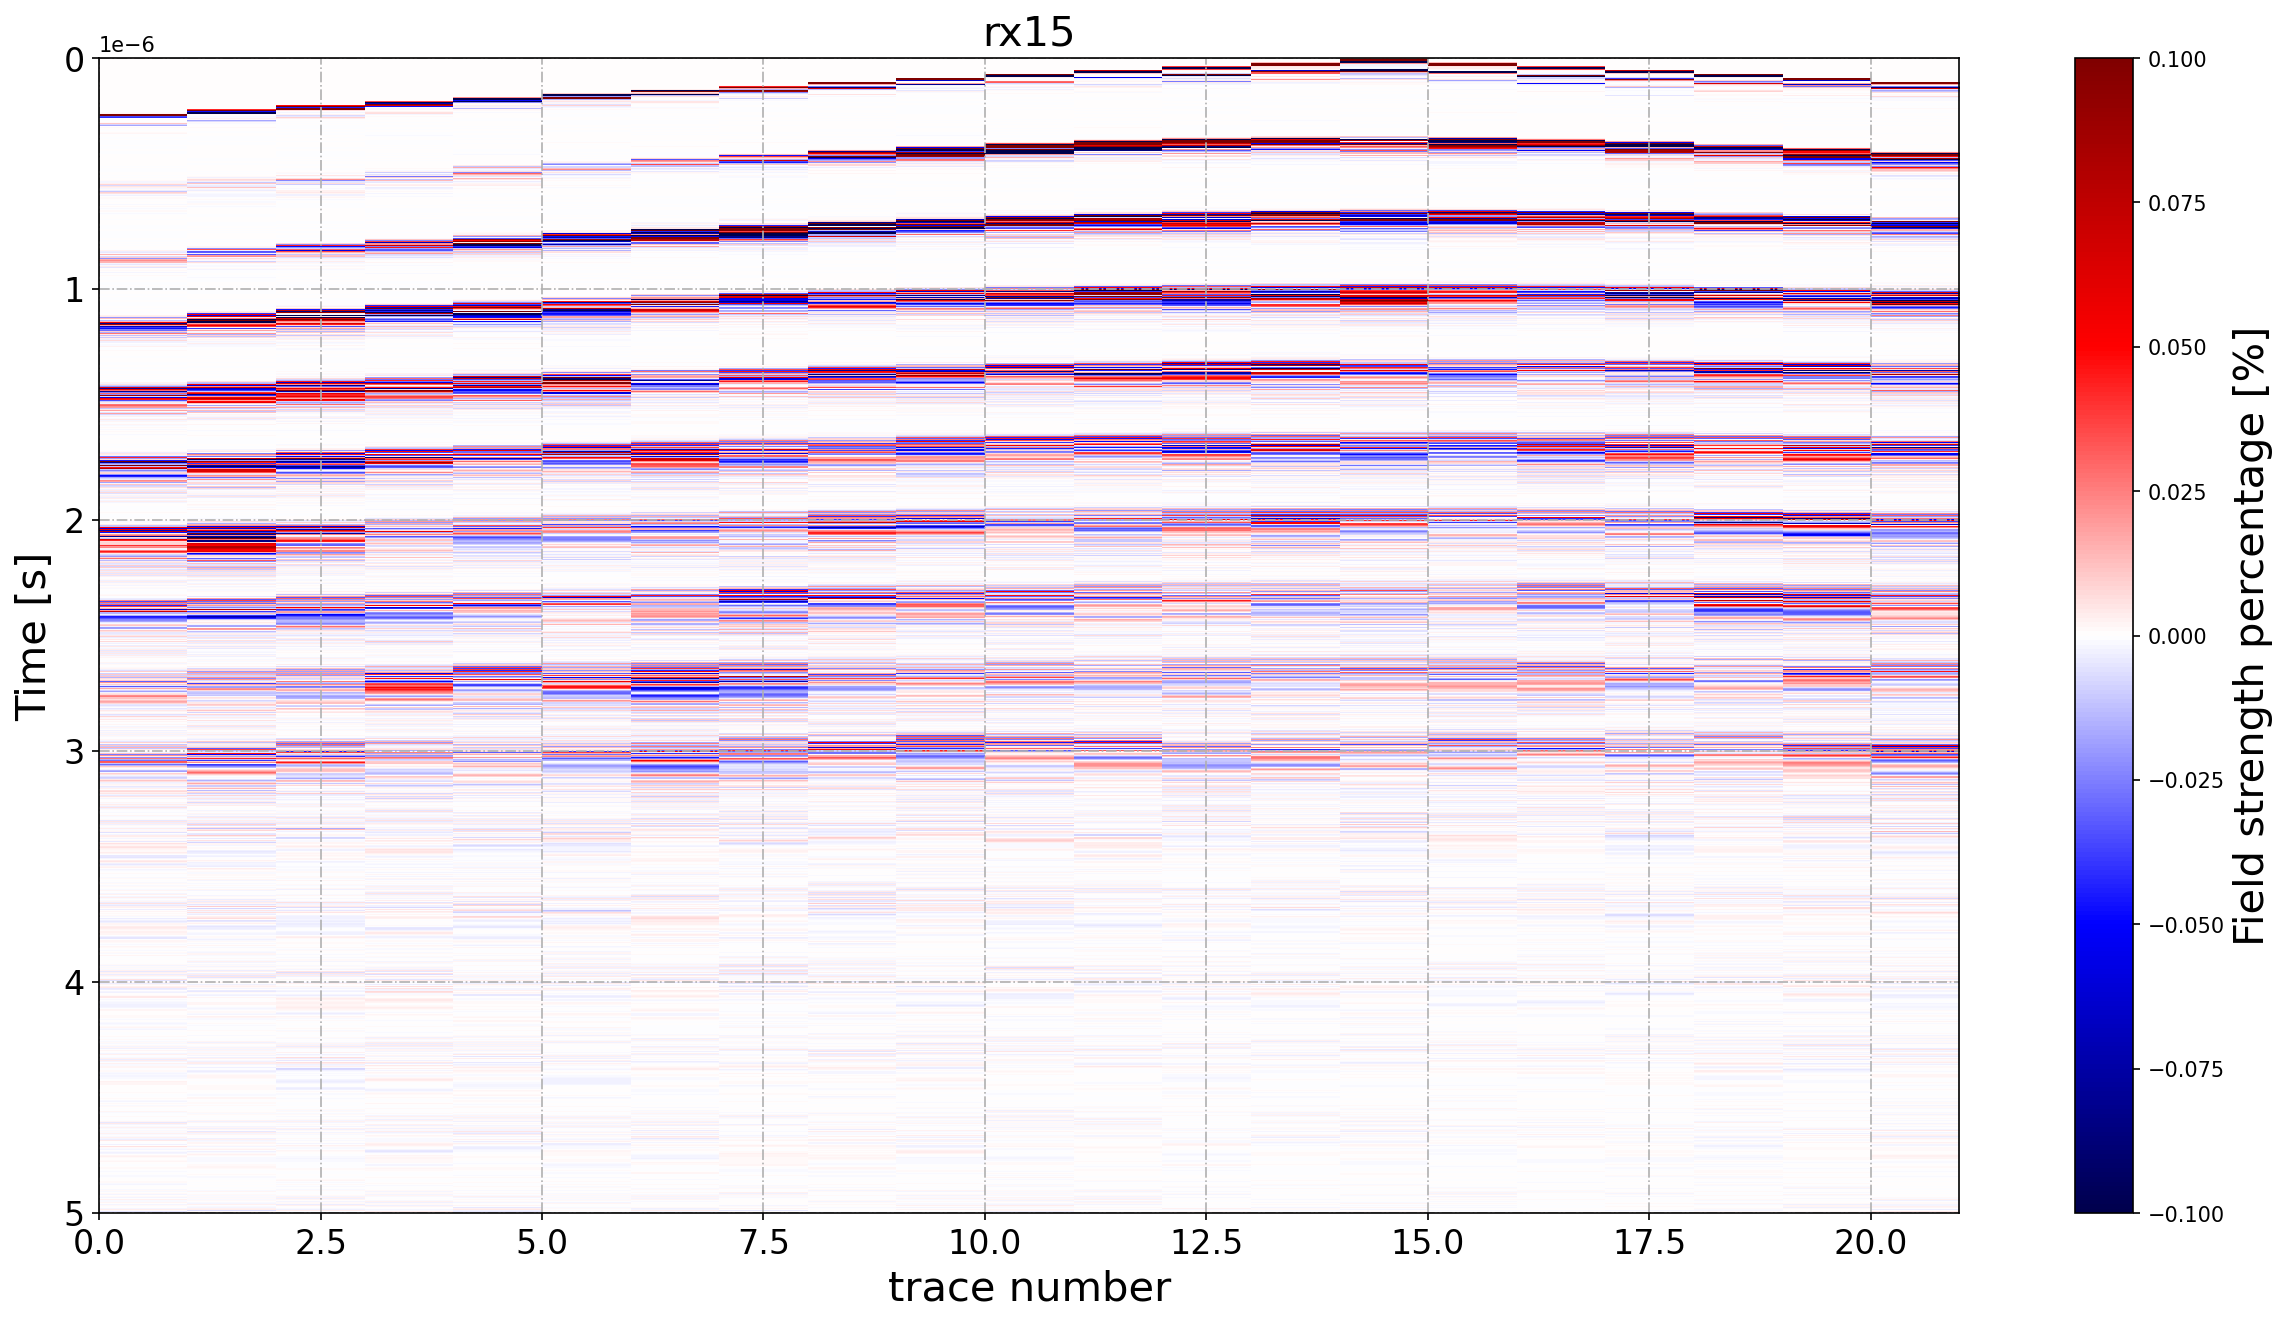 rx15
1e−6
0
1
2
3
4
5
Time [s]
0.0 2.5 5.0 7.5 10.0 12.5 15.0 17.5 20.0
trace number
0.100
0.075
0.050
0.025
0.000
−0.025
−0.050
−0.075
−0.100
Field strength percentage [%]